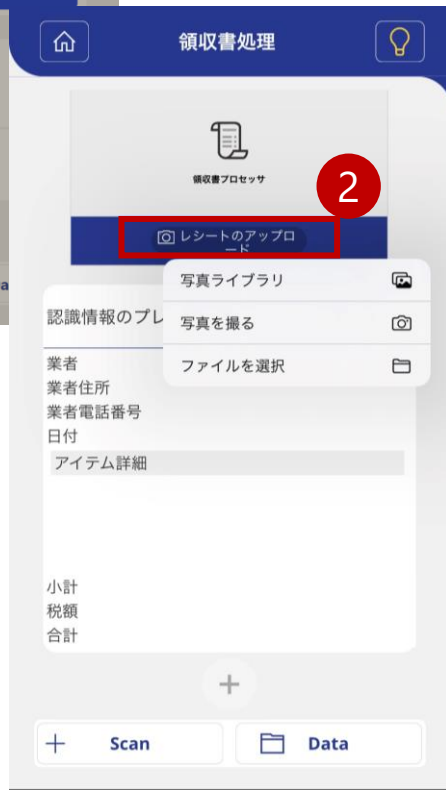 領収書処理
領収書プロセッサ
2
レシートのアップロ
ード
写真ライブラリ
認識情報のプレ
写真を撮る
ファイルを選択
業者
業者住所
業者電話番号
日付
アイテム詳細
小計
税額
合計
+
+ Scan
Data
a